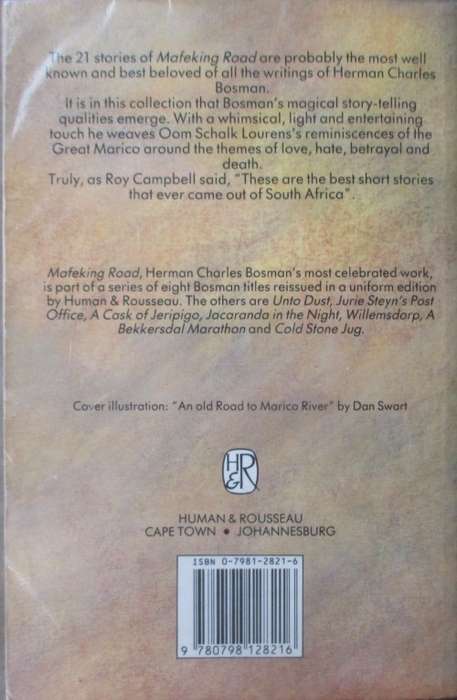 The 21 stories of Mafeking Road are probably the most well
known and best beloved of all the writings of Herman Charles
Bosman.
It is in this collection that Bosman's magical story-telling
qualities emerge. With a whimsical, light and entertaining
touch he weaves Oom Schalk Lourens's reminiscences of the
Great Marico around the themes of love, hate, betrayal and
death.
Truly, as Roy Campbell said, "These are the best short stories
that ever came out of South Africa".
Mafeking Road, Herman Charles Bosman's most celebrated work,
is part of a series of eight Bosman titles reissued in a uniform edition
by Human & Rousseau. The others are Unto Dust, Jurie Steyn's Post
Office, A Cask of Jeripigo, Jacaranda in the Night, Willemsdorp, A
Bekkersdal Marathon and Cold Stone Jug.
Cover illustration: "An old Road to Marico River" by Dan Swart
H&R
HUMAN & ROUSSEAU
CAPE TOWN • JOHANNESBURG
ISBN 0-7981-2821-6
9 780798 128216